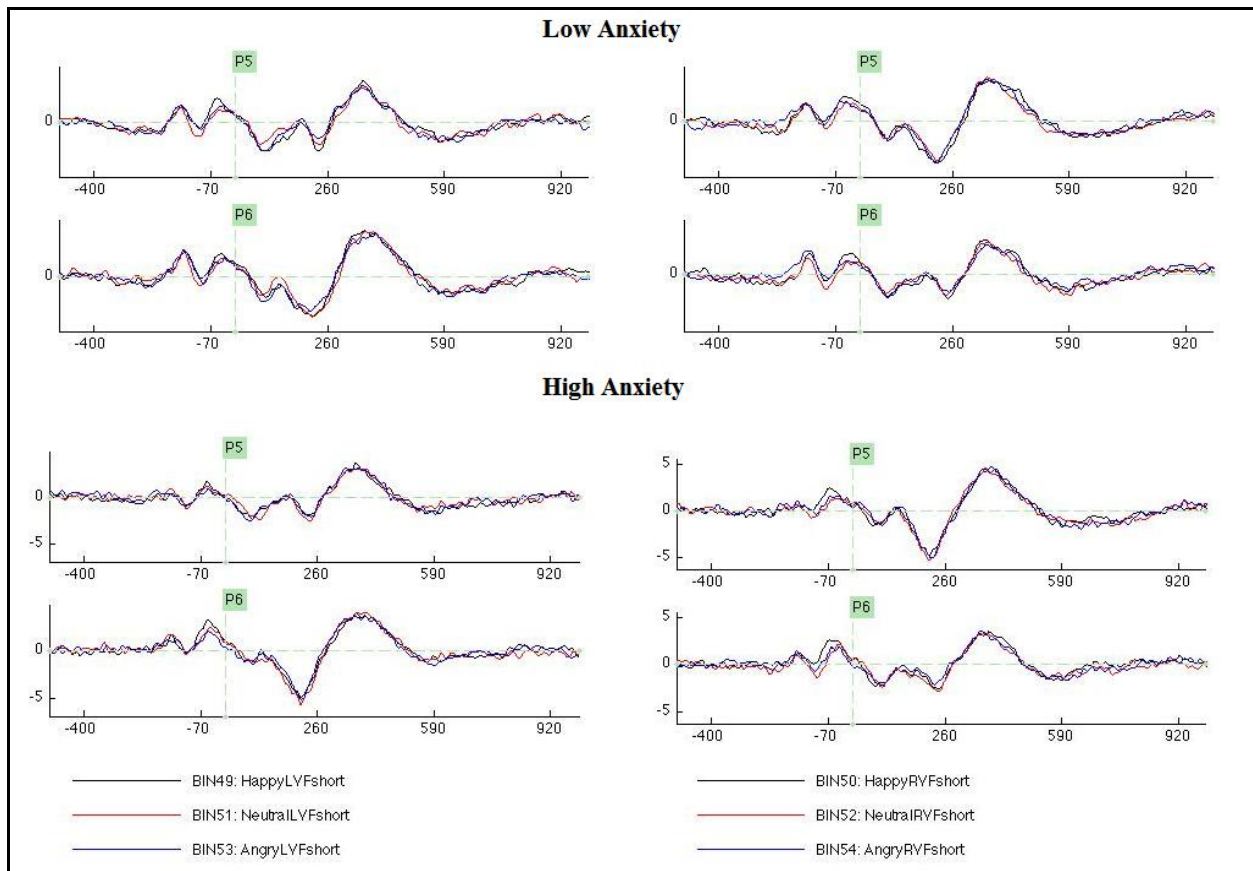 Low Anxiety
P5
0
-400 -70 260 590 920
P5
0
-400 -70 260 590 920
P6
0
-400 -70 260 590 920
P6
0
-400 -70 260 590 920
High Anxiety
P5
0
-5
-400 -70 260 590 920
P5
5
0
-5
-400 -70 260 590 920
P6
0
-5
-400 -70 260 590 920
P6
5
0
-5
-400 -70 260 590 920
BIN49: HappyLVFshort
BIN51: NeutralLVFshort
BIN53: AngryLVFshort
BIN50: HappyRVFshort
BIN52: NeutralRVFshort
BIN54: AngryRVFshort